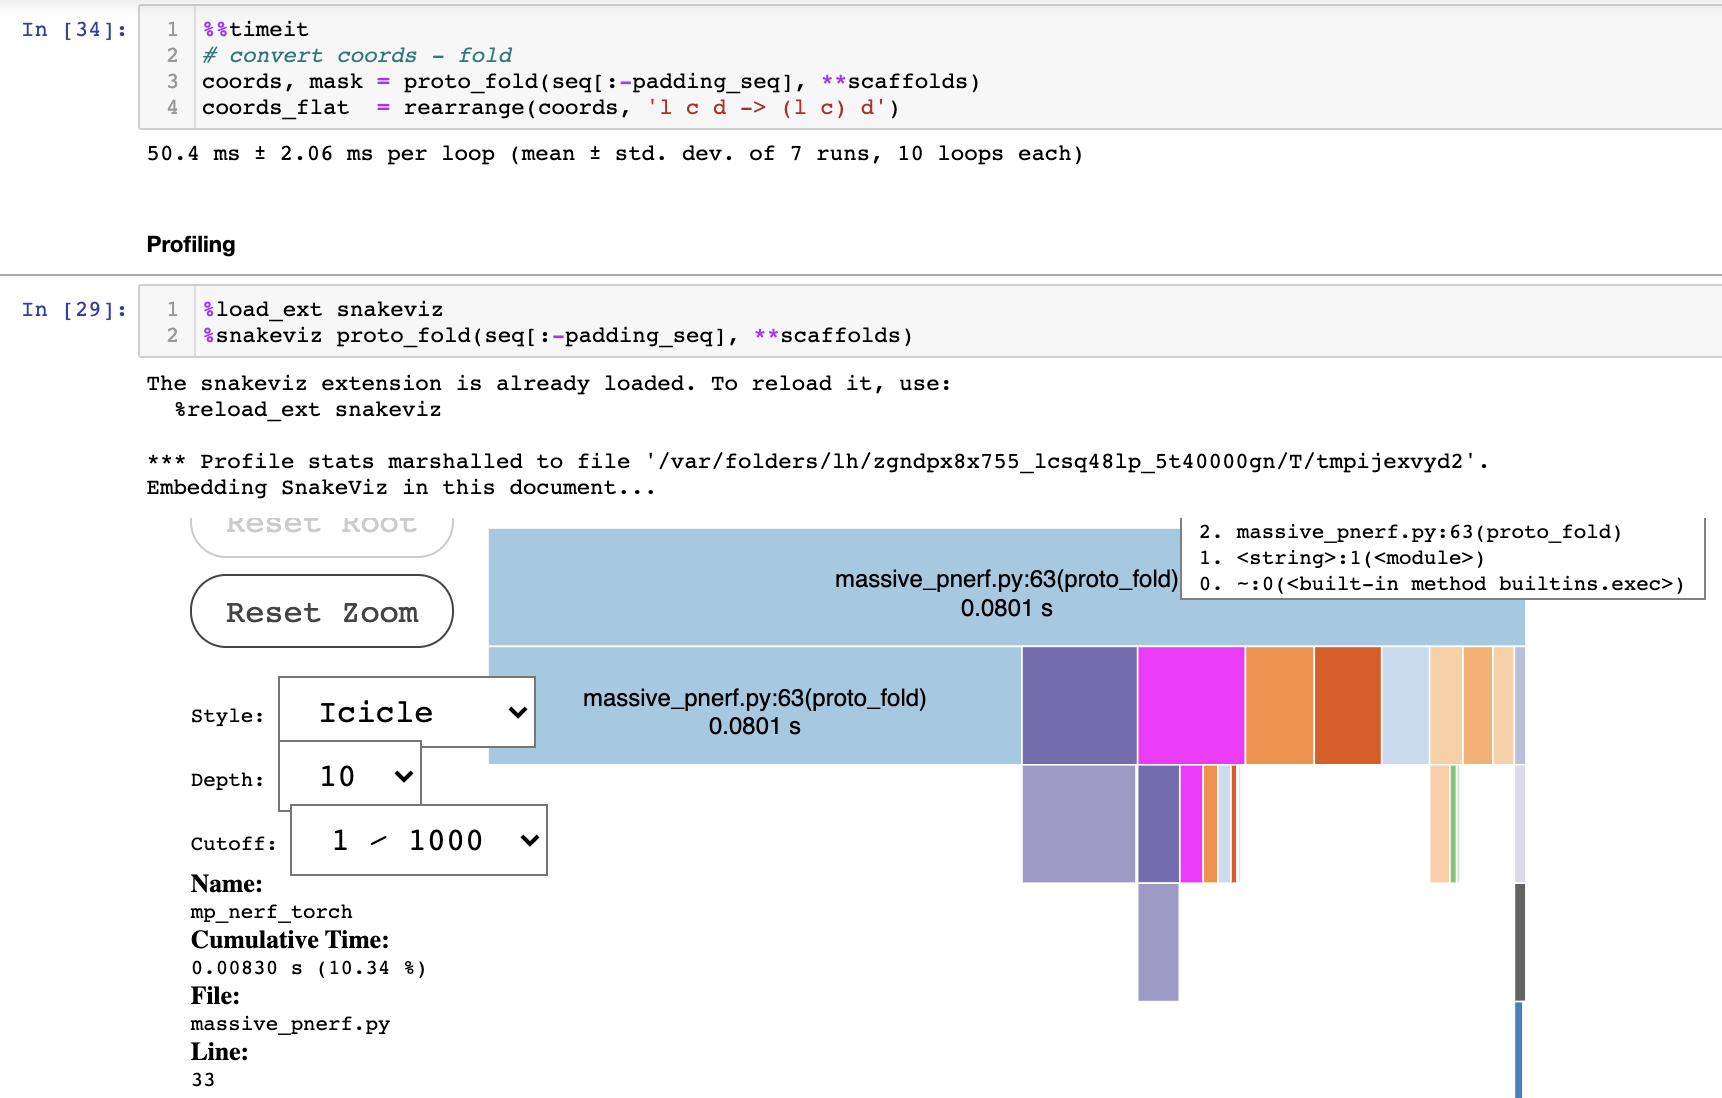 In [34]:
1 %%timeit
2 # convert coords - fold
3 coords, mask = proto_fold(seq[:-padding_seq], **scaffolds)
4 coords_flat  = rearrange(coords, 'l c d -> (l c) d')
50.4 ms ± 2.06 ms per loop (mean ± std. dev. of 7 runs, 10 loops each)
Profiling
In [29]:
1 %load_ext snakeviz
2 %snakeviz proto_fold(seq[:-padding_seq], **scaffolds)
The snakeviz extension is already loaded. To reload it, use:
  %reload_ext snakeviz
*** Profile stats marshalled to file '/var/folders/lh/zgndpx8x755_lcsq48lp_5t40000gn/T/tmpijexvyd2'.
Embedding SnakeViz in this document...
Reset Root
Reset Zoom
Style: Icicle
Depth: 10
Cutoff: 1 / 1000
Name:
mp_nerf_torch
Cumulative Time:
0.00830 s (10.34 %)
File:
massive_pnerf.py
Line:
33
massive_pnerf.py:63(proto_fold)
0.0801 s
massive_pnerf.py:63(proto_fold)
0.0801 s
2. massive_pnerf.py:63(proto_fold)
1. <string>:1(<module>)
0. ~:0(<built-in method builtins.exec>)